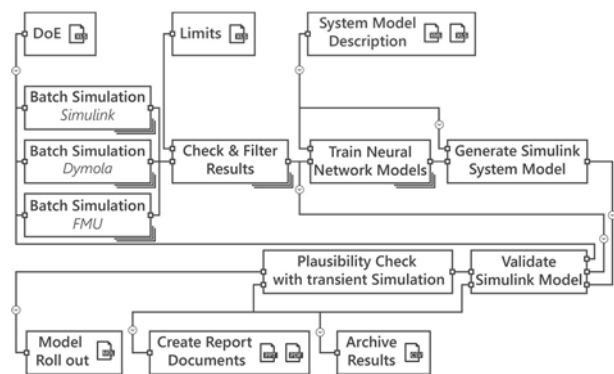 DoE
Limits
System Model
Description
Batch Simulation
Simulink
Batch Simulation
Dymola
Batch Simulation
FMU
Check & Filter
Results
Train Neural
Network Models
Generate Simulink
System Model
Plausibility Check
with transient Simulation
Validate
Simulink Model
Model
Roll out
Create Report
Documents
PPT
PDF
Archive
Results